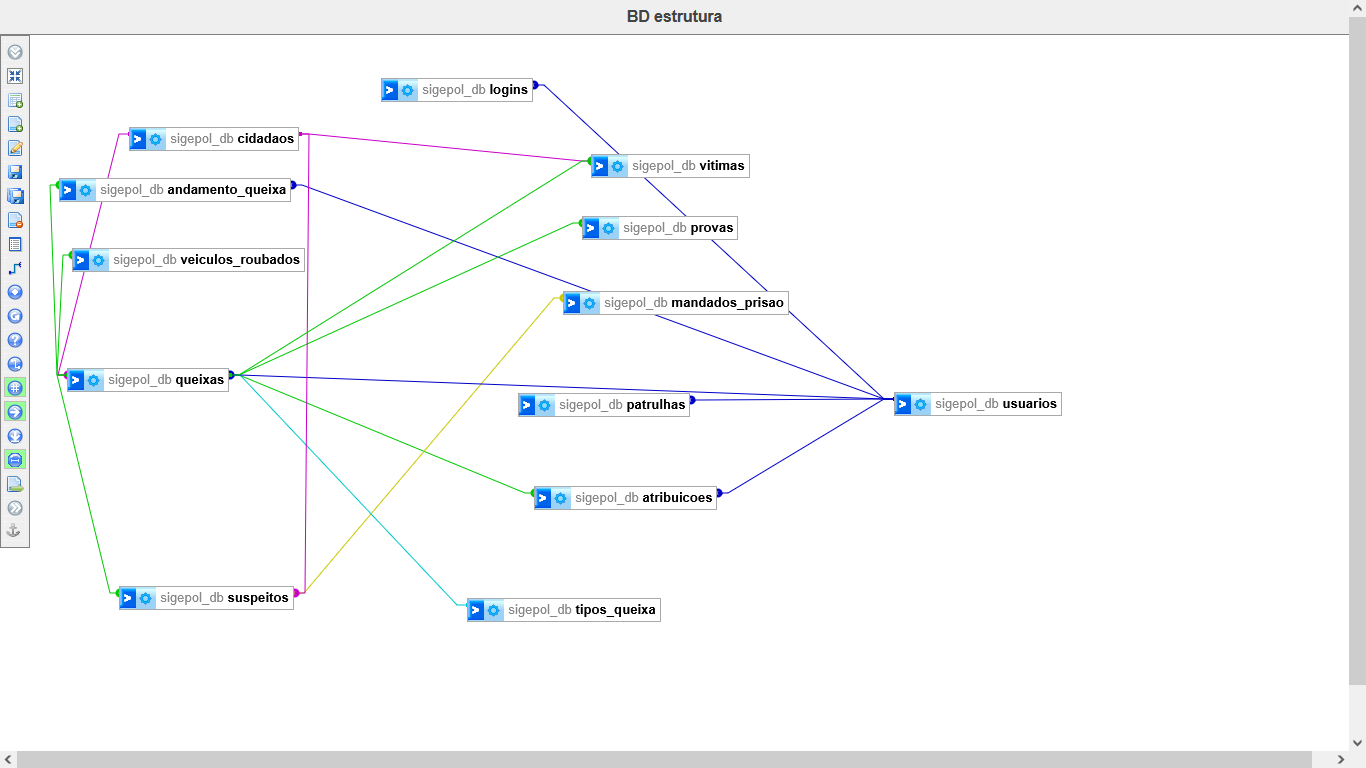 BD estrutura
sigepol_db logins
sigepol_db cidadaos
sigepol_db vitimas
sigepol_db andamento_queixa
sigepol_db provas
sigepol_db veiculos_roubados
sigepol_db mandados_prisao
sigepol_db queixas
sigepol_db patrulhas
sigepol_db usuarios
sigepol_db atribuicoes
sigepol_db suspeitos
sigepol_db tipos_queixa